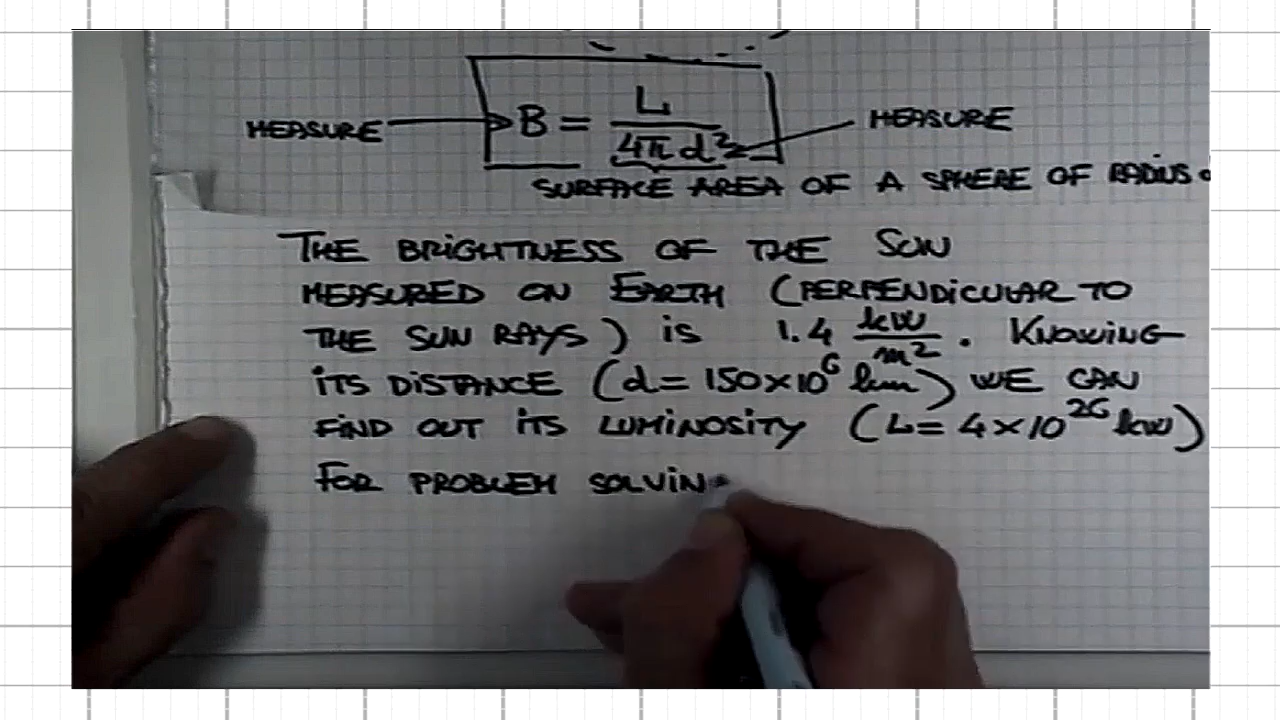 MEASURE B = L / 4π d² MEASURE
SURFACE AREA OF A SPHERE OF RADIUS
THE BRIGHTNESS OF THE SUN
MEASURED ON EARTH (PERPENDICULAR TO
THE SUN RAYS) is 1.4 kW/m². KNOWING
iTS DiSTANCE (d = 150×10⁶ km) WE CAN
FIND OUT iTS LUMINOSITY (L = 4×10²⁶ kW)
FOR PROBLEM SOLViN